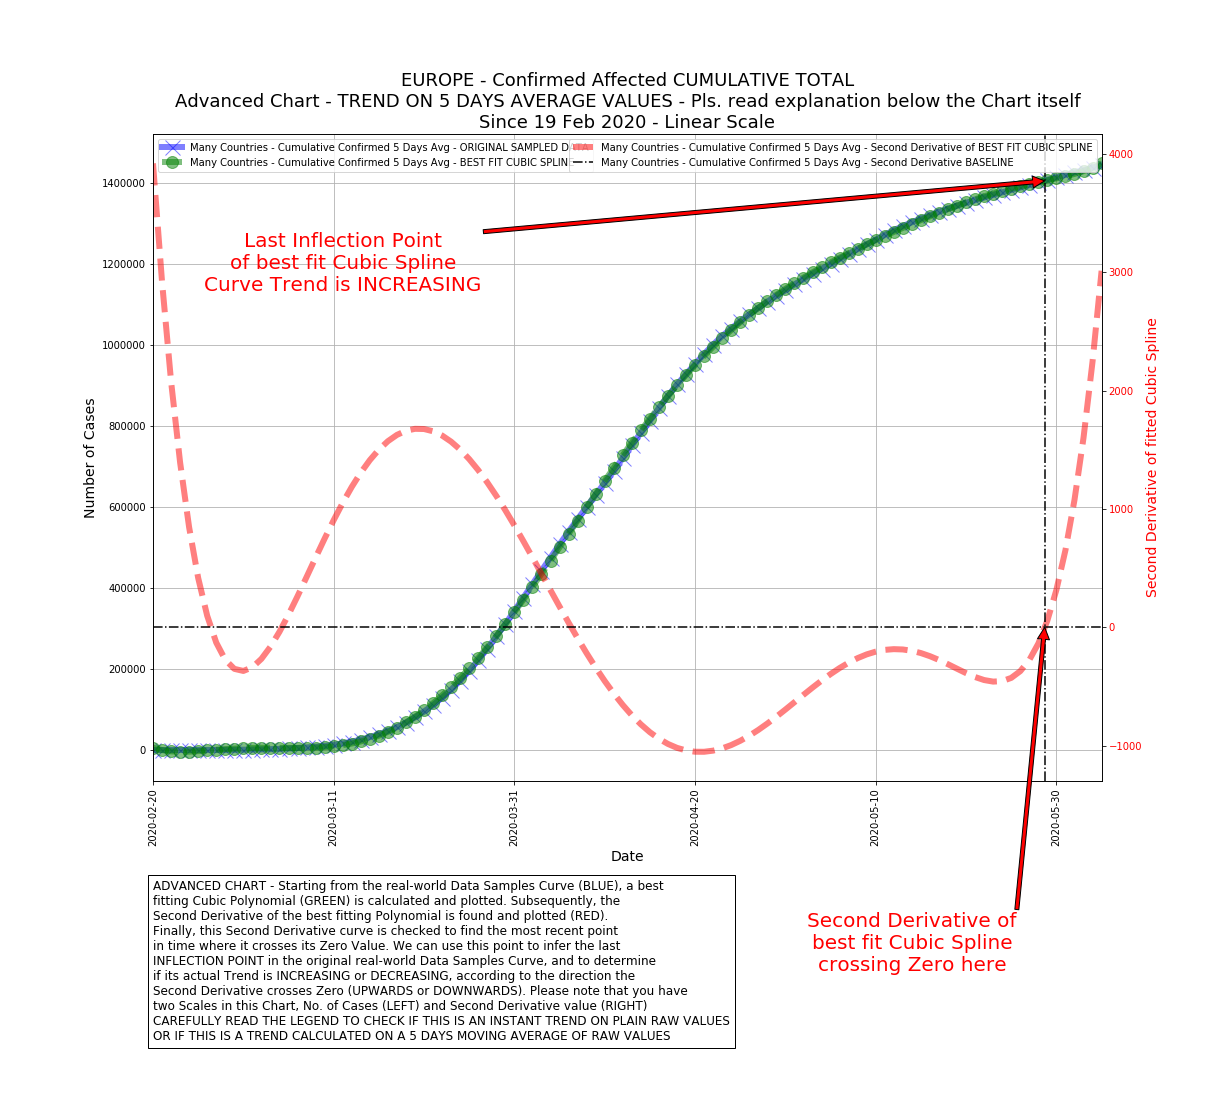 EUROPE - Confirmed Affected CUMULATIVE TOTAL
Advanced Chart - TREND ON 5 DAYS AVERAGE VALUES - Pls. read explanation below the Chart itself
Since 19 Feb 2020 - Linear Scale
Many Countries - Cumulative Confirmed 5 Days Avg - ORIGINAL SAMPLED DATA
Many Countries - Cumulative Confirmed 5 Days Avg - BEST FIT CUBIC SPLIN
Many Countries - Cumulative Confirmed 5 Days Avg - Second Derivative of BEST FIT CUBIC SPLINE
Many Countries - Cumulative Confirmed 5 Days Avg - Second Derivative BASELINE
Last Inflection Point
of best fit Cubic Spline
Curve Trend is INCREASING
Number of Cases
1400000
1200000
1000000
800000
600000
400000
200000
0
4000
3000
2000
1000
0
−1000
Second Derivative of fitted Cubic Spline
2020-02-20
2020-03-11
2020-03-31
2020-04-20
2020-05-10
2020-05-30
Date
ADVANCED CHART - Starting from the real-world Data Samples Curve (BLUE), a best
fitting Cubic Polynomial (GREEN) is calculated and plotted. Subsequently, the
Second Derivative of the best fitting Polynomial is found and plotted (RED).
Finally, this Second Derivative curve is checked to find the most recent point
in time where it crosses its Zero Value. We can use this point to infer the last
INFLECTION POINT in the original real-world Data Samples Curve, and to determine
if its actual Trend is INCREASING or DECREASING, according to the direction the
Second Derivative crosses Zero (UPWARDS or DOWNWARDS). Please note that you have
two Scales in this Chart, No. of Cases (LEFT) and Second Derivative value (RIGHT)
CAREFULLY READ THE LEGEND TO CHECK IF THIS IS AN INSTANT TREND ON PLAIN RAW VALUES
OR IF THIS IS A TREND CALCULATED ON A 5 DAYS MOVING AVERAGE OF RAW VALUES
Second Derivative of
best fit Cubic Spline
crossing Zero here